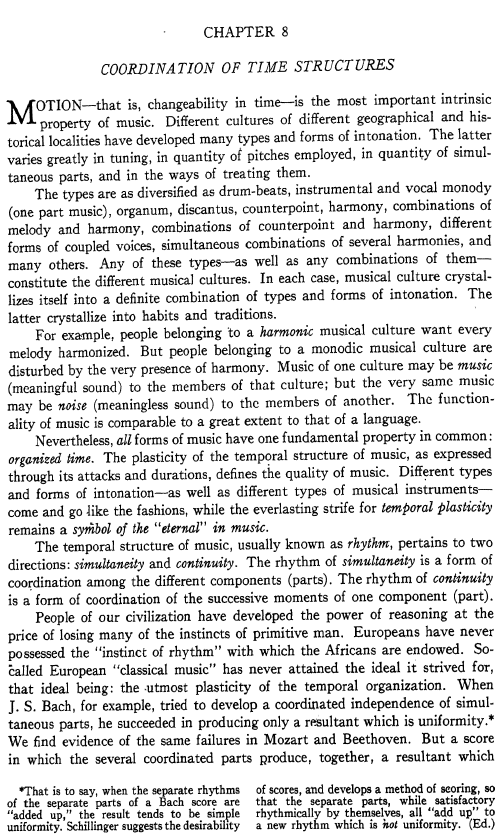 CHAPTER 8
COORDINATION OF TIME STRUCTURES
MOTION—that is, changeability in time—is the most important intrinsic
property of music. Different cultures of different geographical and his-
torical localities have developed many types and forms of intonation. The latter
varies greatly in tuning, in quantity of pitches employed, in quantity of simul-
taneous parts, and in the ways of treating them.
The types are as diversified as drum-beats, instrumental and vocal monody
(one part music), organum, discantus, counterpoint, harmony, combinations of
melody and harmony, combinations of counterpoint and harmony, different
forms of coupled voices, simultaneous combinations of several harmonies, and
many others. Any of these types—as well as any combinations of them—
constitute the different musical cultures. In each case, musical culture crystal-
lizes itself into a definite combination of types and forms of intonation. The
latter crystallize into habits and traditions.
For example, people belonging to a harmonic musical culture want every
melody harmonized. But people belonging to a monodic musical culture are
disturbed by the very presence of harmony. Music of one culture may be music
(meaningful sound) to the members of that culture; but the very same music
may be noise (meaningless sound) to the members of another. The function-
ality of music is comparable to a great extent to that of a language.
Nevertheless, all forms of music have one fundamental property in common:
organized time. The plasticity of the temporal structure of music, as expressed
through its attacks and durations, defines the quality of music. Different types
and forms of intonation—as well as different types of musical instruments—
come and go like the fashions, while the everlasting strife for temporal plasticity
remains a symbol of the "eternal" in music.
The temporal structure of music, usually known as rhythm, pertains to two
directions: simultaneity and continuity. The rhythm of simultaneity is a form of
coordination among the different components (parts). The rhythm of continuity
is a form of coordination of the successive moments of one component (part).
People of our civilization have developed the power of reasoning at the
price of losing many of the instincts of primitive man. Europeans have never
possessed the "instinct of rhythm" with which the Africans are endowed. So-
called European "classical music" has never attained the ideal it strived for,
that ideal being: the utmost plasticity of the temporal organization. When
J. S. Bach, for example, tried to develop a coordinated independence of simul-
taneous parts, he succeeded in producing only a resultant which is uniformity.*
We find evidence of the same failures in Mozart and Beethoven. But a score
in which the several coordinated parts produce, together, a resultant which
*That is to say, when the separate rhythms
of the separate parts of a Bach score are
"added up," the result tends to be simple
uniformity. Schillinger suggests the desirability
of scores, and develops a method of scoring, so
that the separate parts, while satisfactory
rhythmically by themselves, all "add up" to
a new rhythm which is not uniformity. (Ed.)